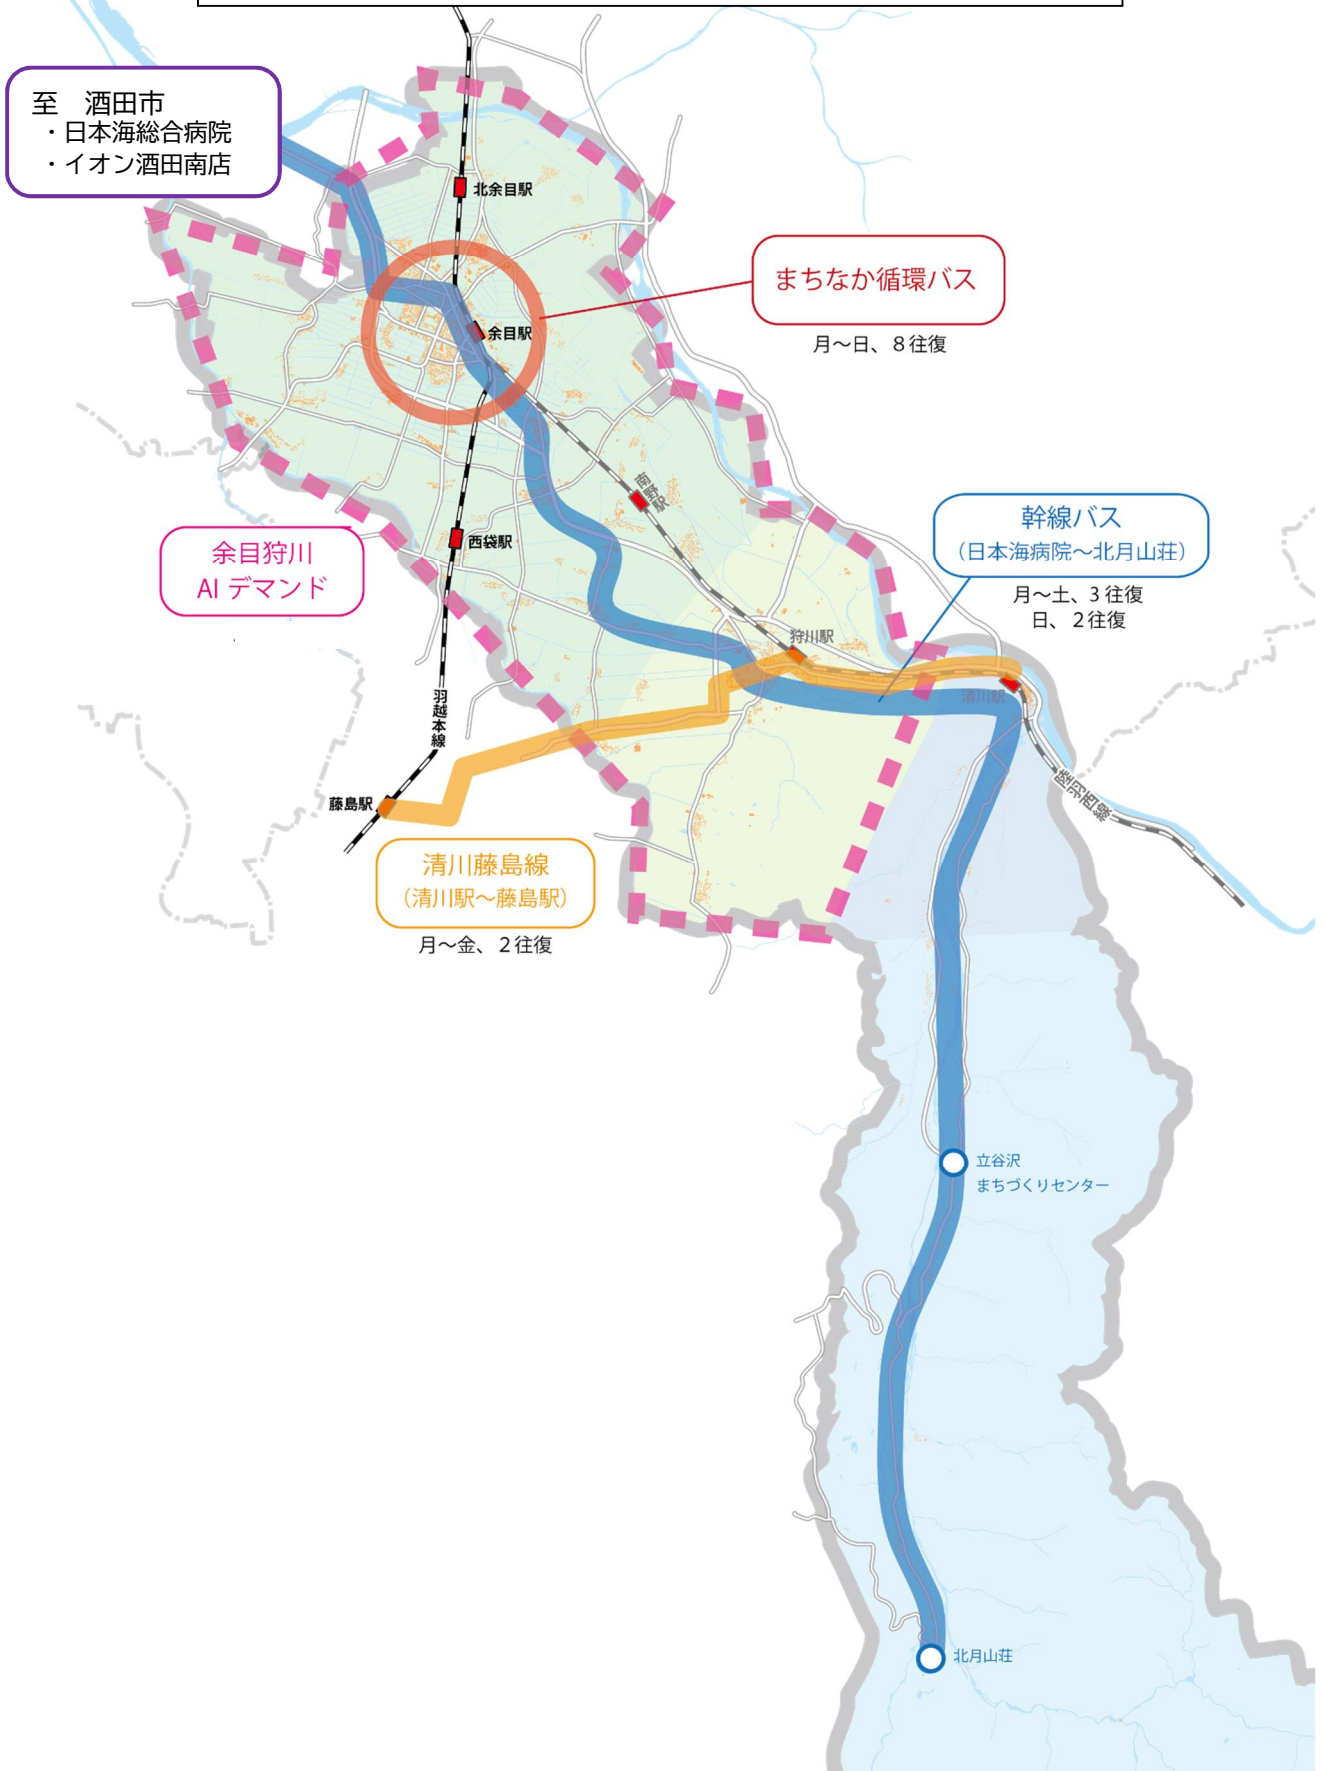 至　酒田市
・日本海総合病院
・イオン酒田南店
北余目駅
まちなか循環バス
月～日、８往復
余目駅
南野駅
幹線バス
（日本海病院～北月山荘）
月～土、3 往復
日、２往復
余目狩川
AI デマンド
西袋駅
狩川駅
清川駅
羽越本線
陸羽西線
藤島駅
清川藤島線
（清川駅～藤島駅）
月～金、２往復
立谷沢
まちづくりセンター
北月山荘